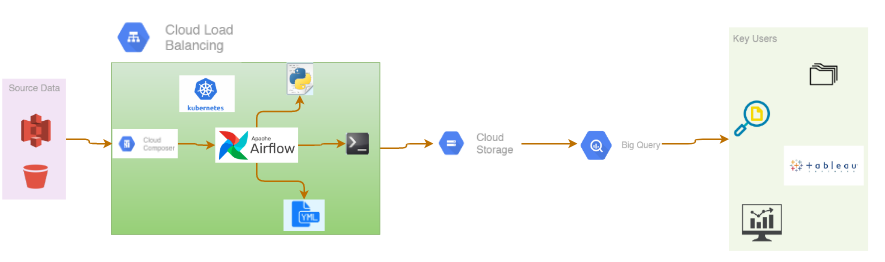 Cloud Load
Balancing
Key Users
Source Data
kubernetes
Cloud
Composer
Apache
Airflow
>_
YML
Cloud
Storage
Big Query
+ableau